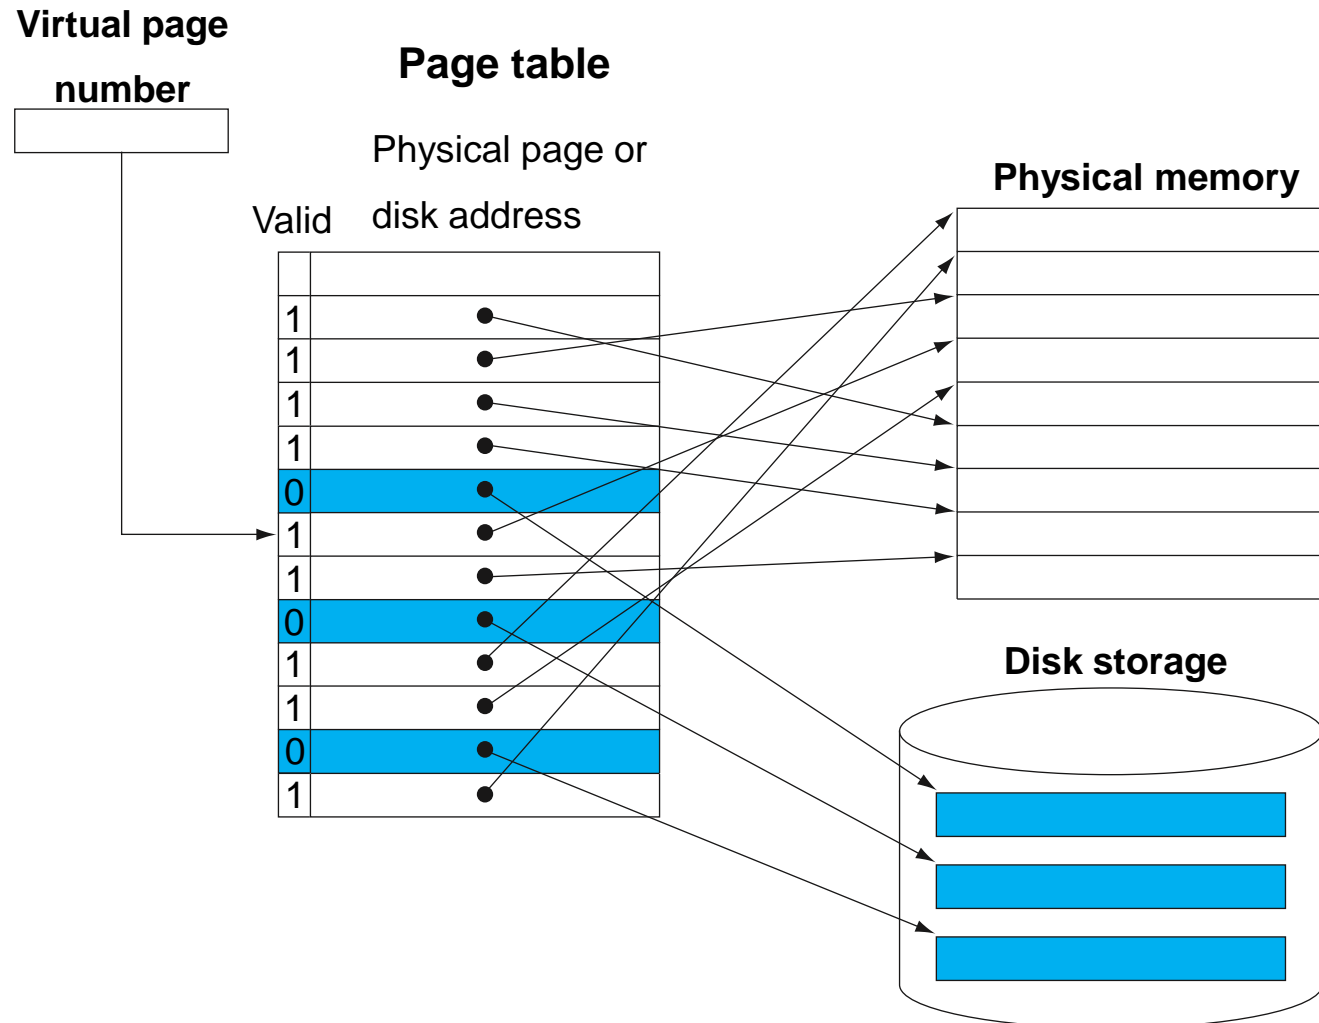 Virtual page
number
Page table
Physical page or
disk address
Valid
Physical memory
1
1
1
1
0
1
1
0
1
1
0
1
Disk storage